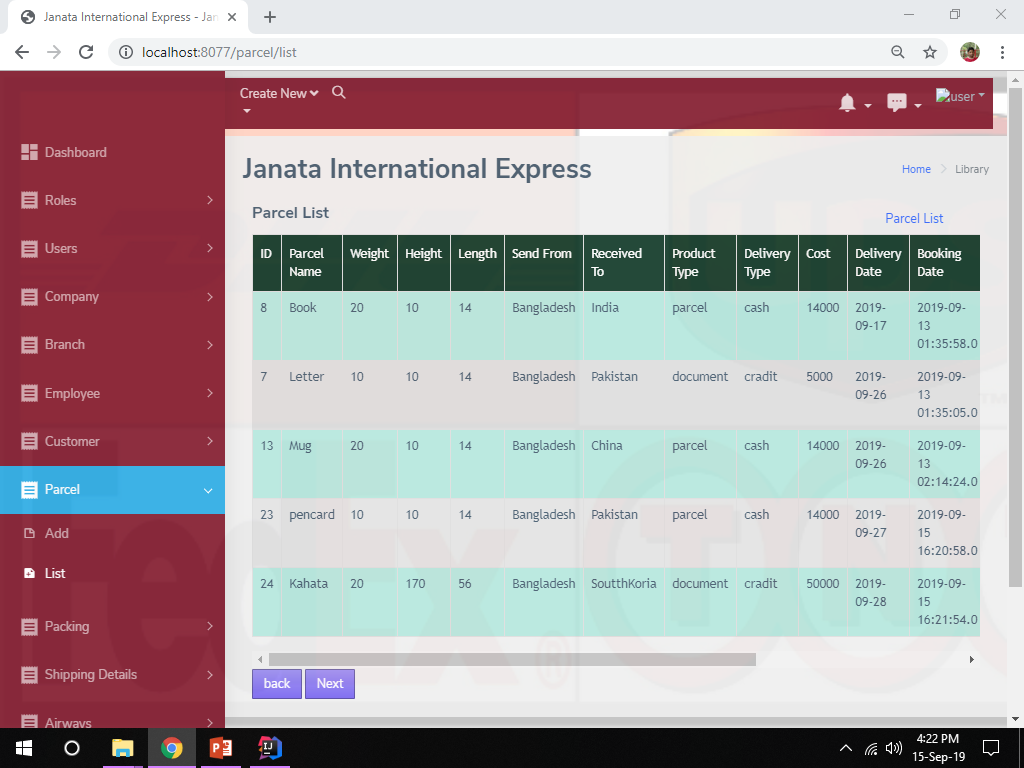 Janata International Express - Jan
localhost:8077/parcel/list
Create New
user
Dashboard
Roles
Users
Company
Branch
Employee
Customer
Parcel
Add
List
Packing
Shipping Details
Airways
Janata International Express
Home Library
Parcel List
Parcel List
ID Parcel Name Weight Height Length Send From Received To Product Type Delivery Type Cost Delivery Date Booking Date
8 Book 20 10 14 Bangladesh India parcel cash 14000 2019-09-17 2019-09-13 01:35:58.0
7 Letter 10 10 14 Bangladesh Pakistan document cradit 5000 2019-09-26 2019-09-13 01:35:05.0
13 Mug 20 10 14 Bangladesh China parcel cash 14000 2019-09-26 2019-09-13 02:14:24.0
23 pencard 10 10 14 Bangladesh Pakistan parcel cash 14000 2019-09-27 2019-09-15 16:20:58.0
24 Kahata 20 170 56 Bangladesh SoutthKoria document cradit 50000 2019-09-28 2019-09-15 16:21:54.0
back Next
FedEx ®
TNT
TM
4:22 PM
15-Sep-19